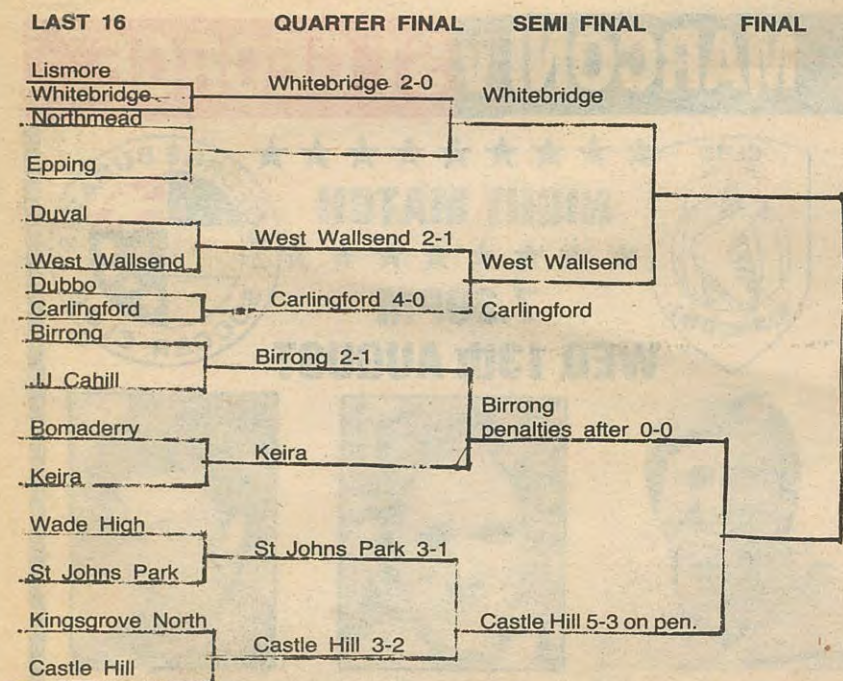 LAST 16 QUARTER FINAL SEMI FINAL FINAL
Lismore
Whitebridge
Northmead
Epping
Duval
West Wallsend
Dubbo
Carlingford
Birrong
JJ Cahill
Bomaderry
Keira
Wade High
St Johns Park
Kingsgrove North
Castle Hill
Whitebridge 2-0
West Wallsend 2-1
Carlingford 4-0
Birrong 2-1
Keira
St Johns Park 3-1
Castle Hill 3-2
Whitebridge
West Wallsend
Carlingford
Birrong
penalties after 0-0
Castle Hill 5-3 on pen.